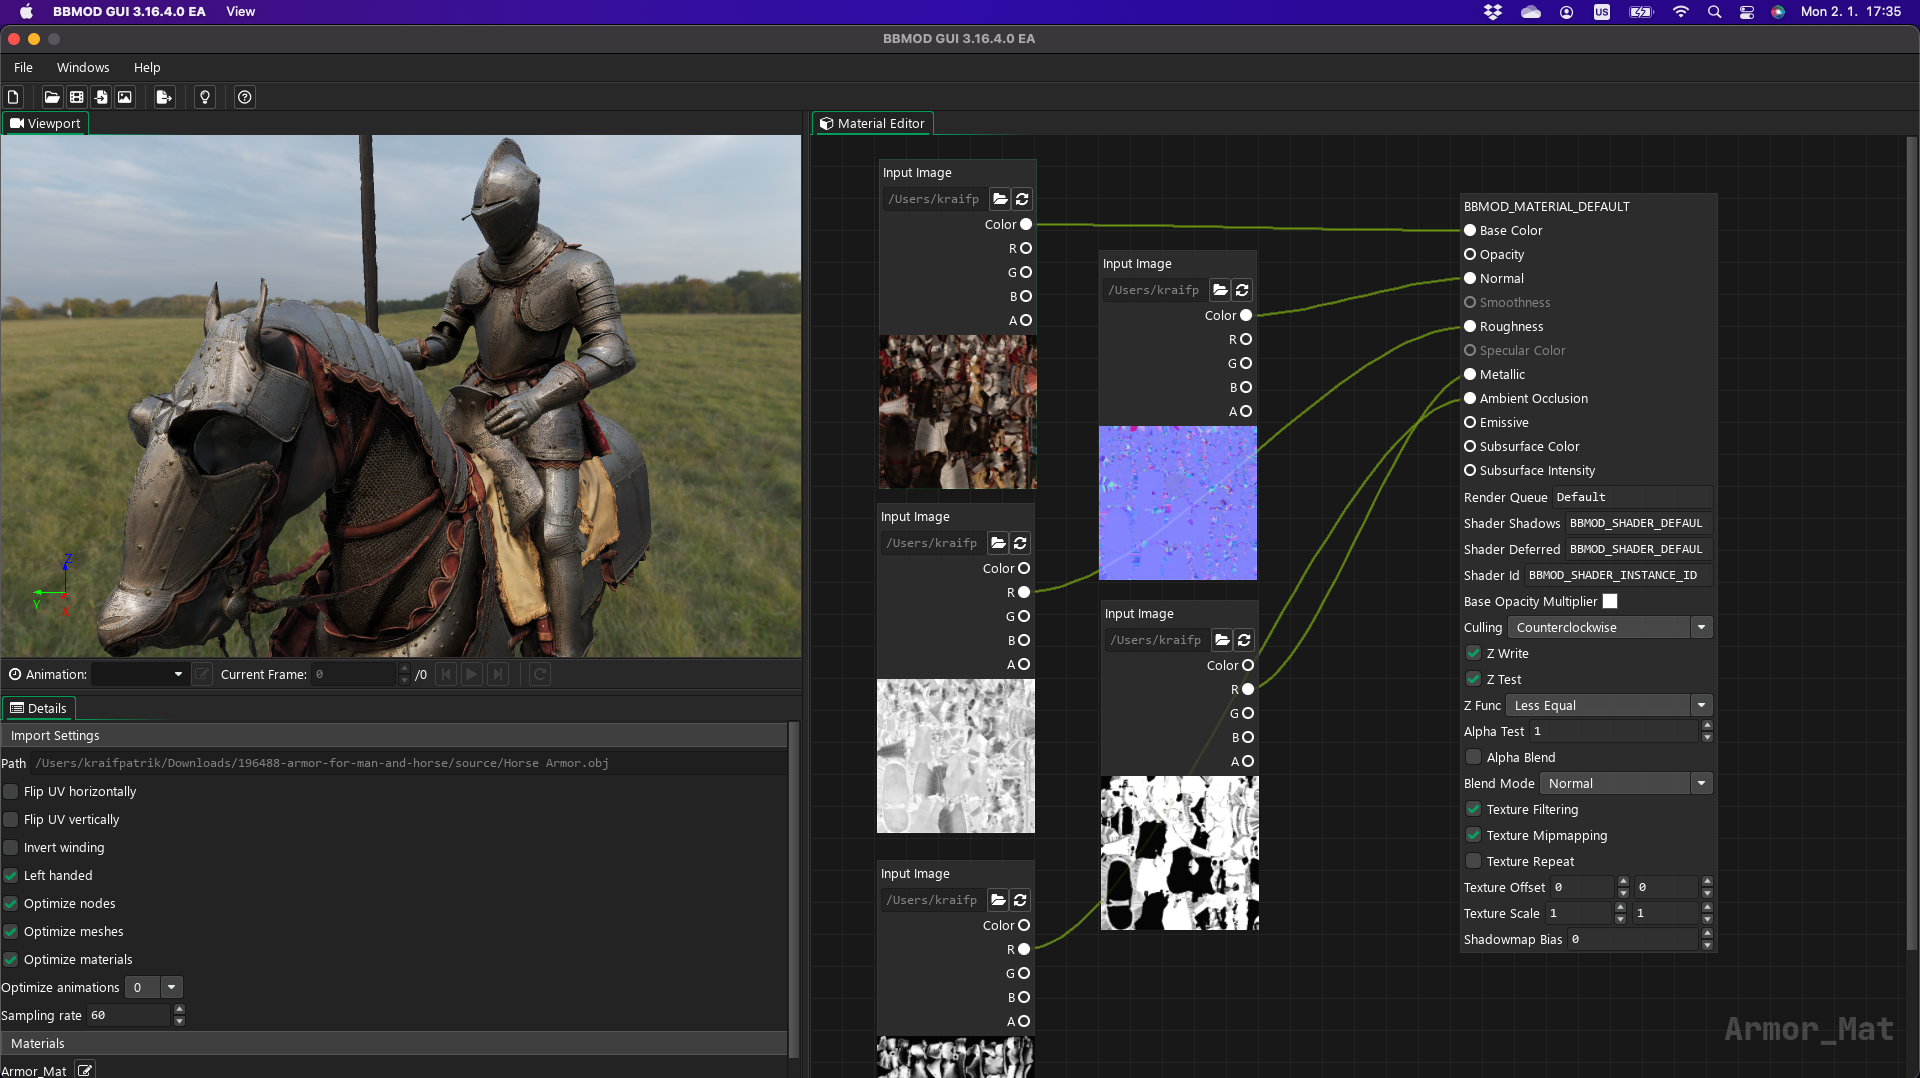 BBMOD GUI 3.16.4.0 EA View US Mon 2. 1. 17:35
BBMOD GUI 3.16.4.0 EA
File Windows Help
Viewport
Z
Y
X
Animation: Current Frame: 0 /0
Details
Import Settings
Path /Users/kraifpatrik/Downloads/196488-armor-for-man-and-horse/source/Horse Armor.obj
Flip UV horizontally
Flip UV vertically
Invert winding
Left handed
Optimize nodes
Optimize meshes
Optimize materials
Optimize animations 0
Sampling rate 60
Materials
Armor_Mat
Material Editor
Input Image
/Users/kraifp
Color
R
G
B
A
Input Image
/Users/kraifp
Color
R
G
B
A
Input Image
/Users/kraifp
Color
R
G
B
A
Input Image
/Users/kraifp
Color
R
G
B
A
Input Image
/Users/kraifp
Color
R
G
B
A
BBMOD_MATERIAL_DEFAULT
Base Color
Opacity
Normal
Smoothness
Roughness
Specular Color
Metallic
Ambient Occlusion
Emissive
Subsurface Color
Subsurface Intensity
Render Queue Default
Shader Shadows BBMOD_SHADER_DEFAUL
Shader Deferred BBMOD_SHADER_DEFAUL
Shader Id BBMOD_SHADER_INSTANCE_ID
Base Opacity Multiplier
Culling Counterclockwise
Z Write
Z Test
Z Func Less Equal
Alpha Test 1
Alpha Blend
Blend Mode Normal
Texture Filtering
Texture Mipmapping
Texture Repeat
Texture Offset 0 0
Texture Scale 1 1
Shadowmap Bias 0
Armor_Mat